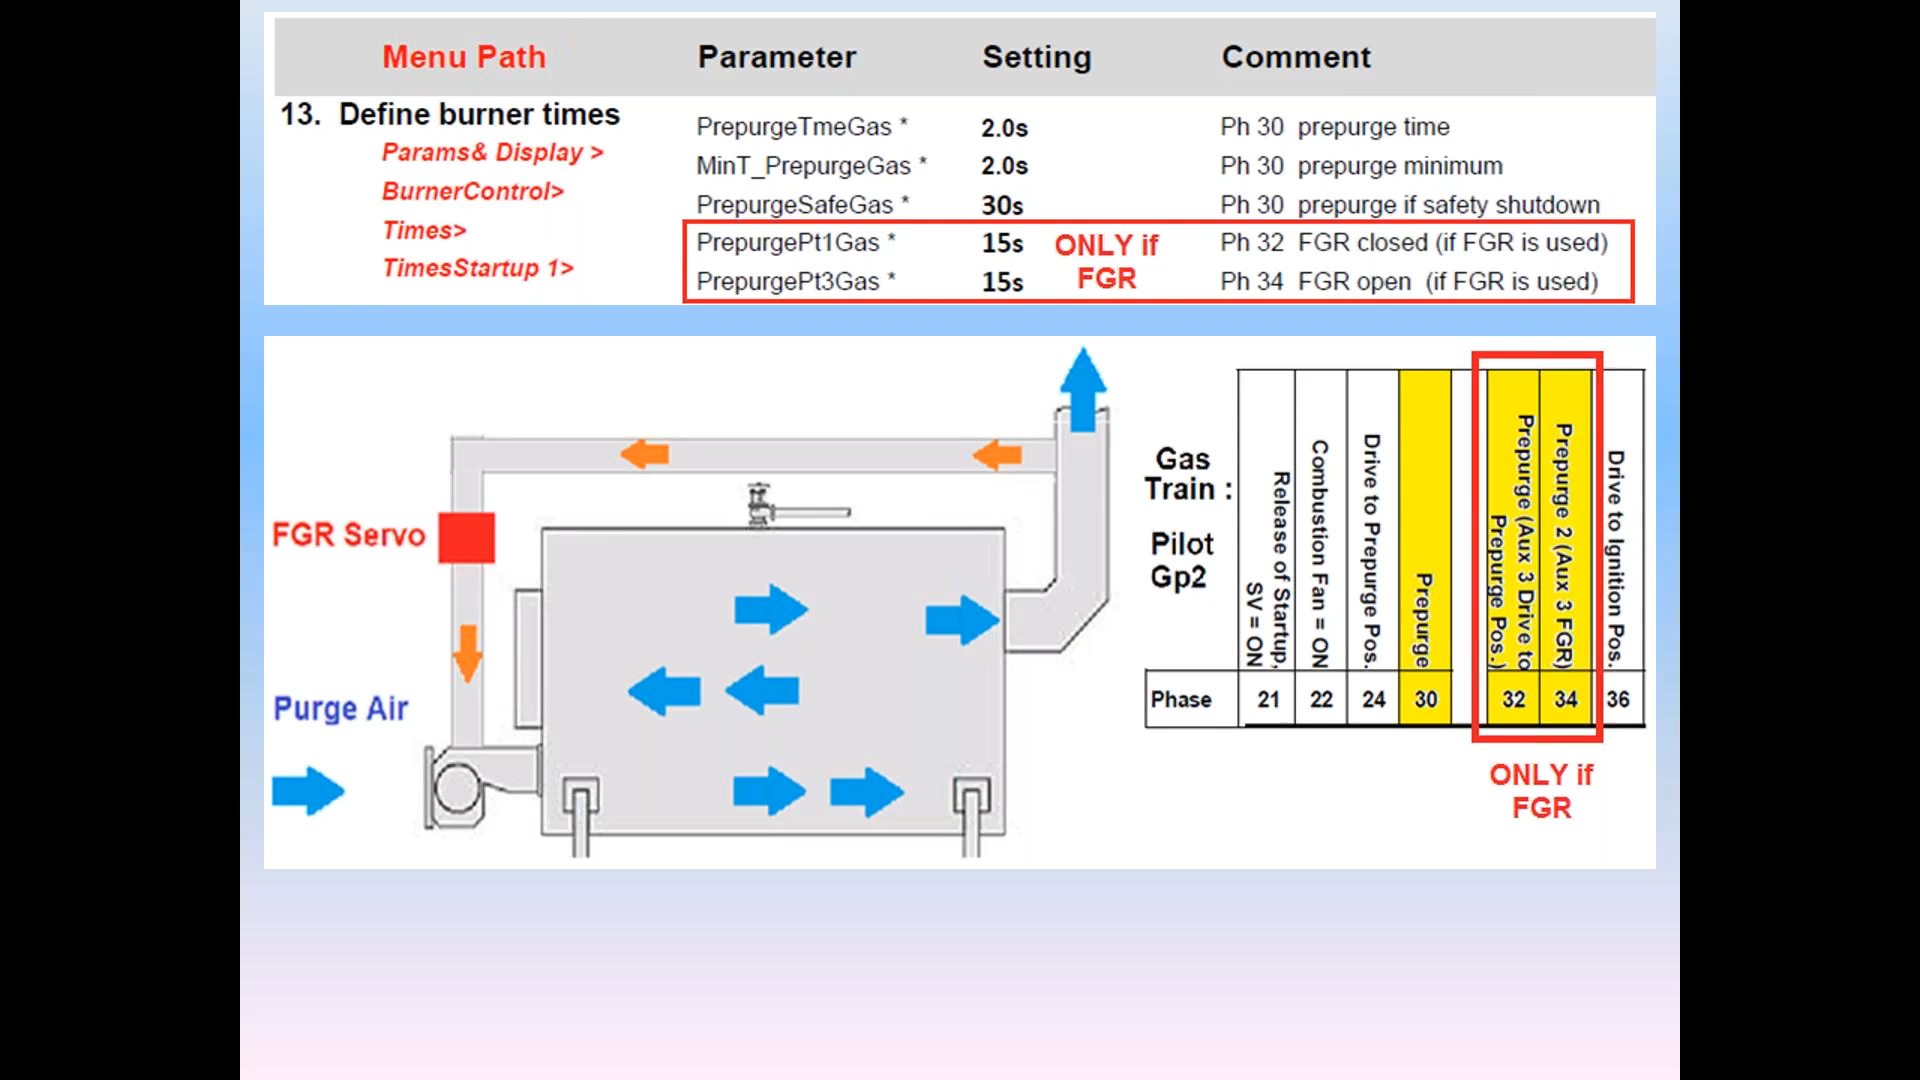 Menu Path Parameter Setting Comment
13. Define burner times
Params& Display >
BurnerControl>
Times>
TimesStartup 1>
PrepurgeTmeGas * 2.0s Ph 30 prepurge time
MinT_PrepurgeGas * 2.0s Ph 30 prepurge minimum
PrepurgeSafeGas * 30s Ph 30 prepurge if safety shutdown
PrepurgePt1Gas * 15s Ph 32 FGR closed (if FGR is used)
PrepurgePt3Gas * 15s Ph 34 FGR open (if FGR is used)
ONLY if
FGR
FGR Servo
Purge Air
Gas
Train :
Pilot
Gp2
Release of Startup,
SV = ON
Combustion Fan = ON
Drive to Prepurge Pos.
Prepurge
Prepurge (Aux 3 Drive to
Prepurge Pos.)
Prepurge 2 (Aux 3 FGR)
Drive to Ignition Pos.
Phase 21 22 24 30 32 34 36
ONLY if
FGR